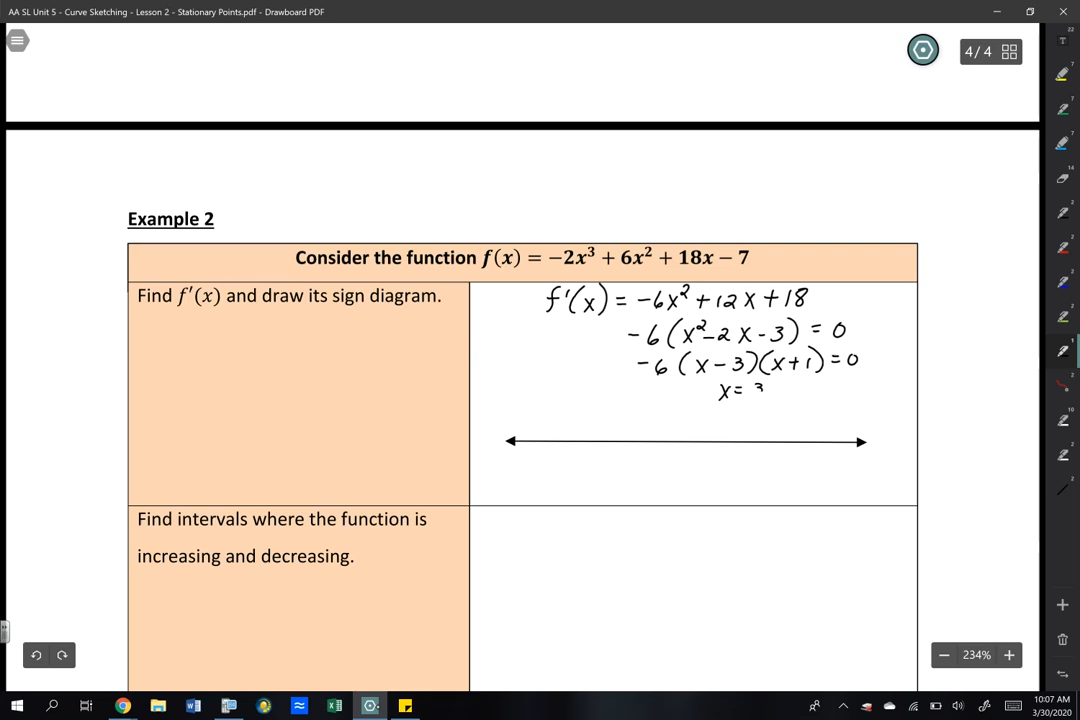 AA SL Unit 5 - Curve Sketching - Lesson 2 - Stationary Points.pdf - Drawboard PDF
4/4
Example 2
Consider the function f(x) = −2x³ + 6x² + 18x − 7
Find f′(x) and draw its sign diagram.
f'(x) = -6x² + 12x + 18
-6(x² - 2x - 3) = 0
-6(x - 3)(x + 1) = 0
x = 3
Find intervals where the function is
increasing and decreasing.
234%
10:07 AM
3/30/2020